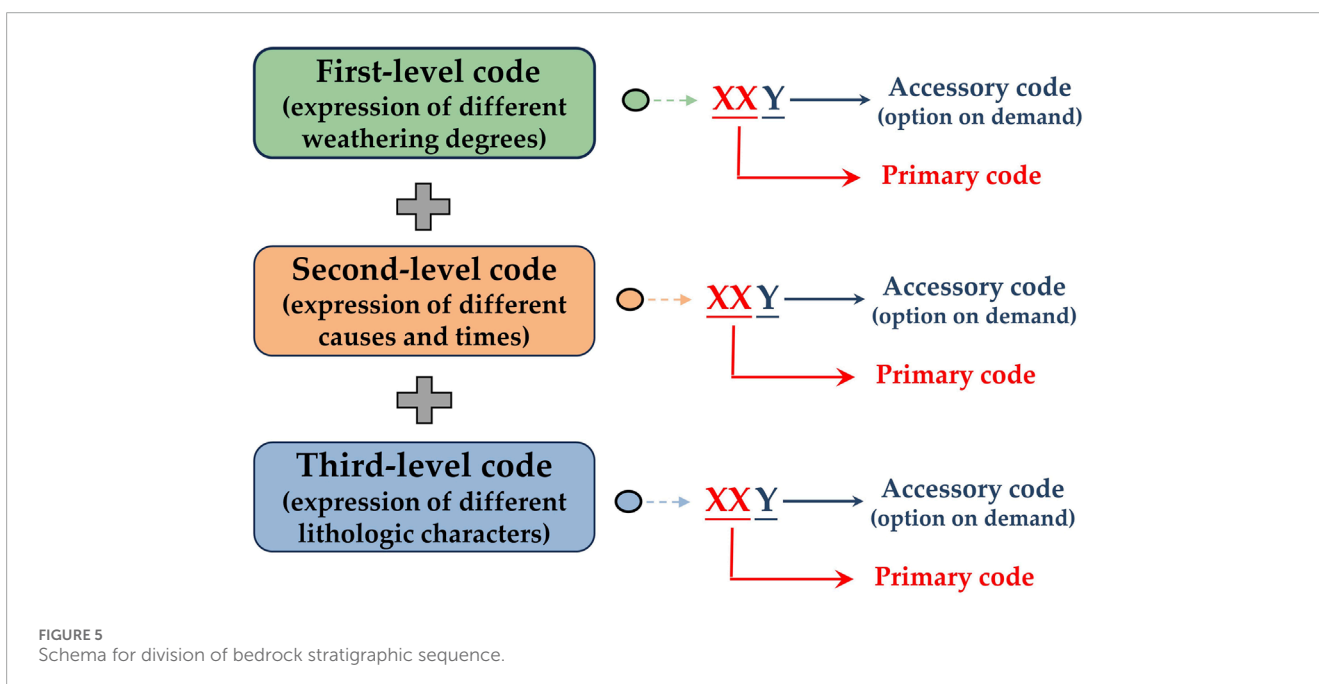 First-level code
(expression of different
weathering degrees)
XXY
Accessory code
(option on demand)
Primary code
Second-level code
(expression of different
causes and times)
XXY
Accessory code
(option on demand)
Primary code
Third-level code
(expression of different
lithologic characters)
XXY
Accessory code
(option on demand)
Primary code
FIGURE 5
Schema for division of bedrock stratigraphic sequence.